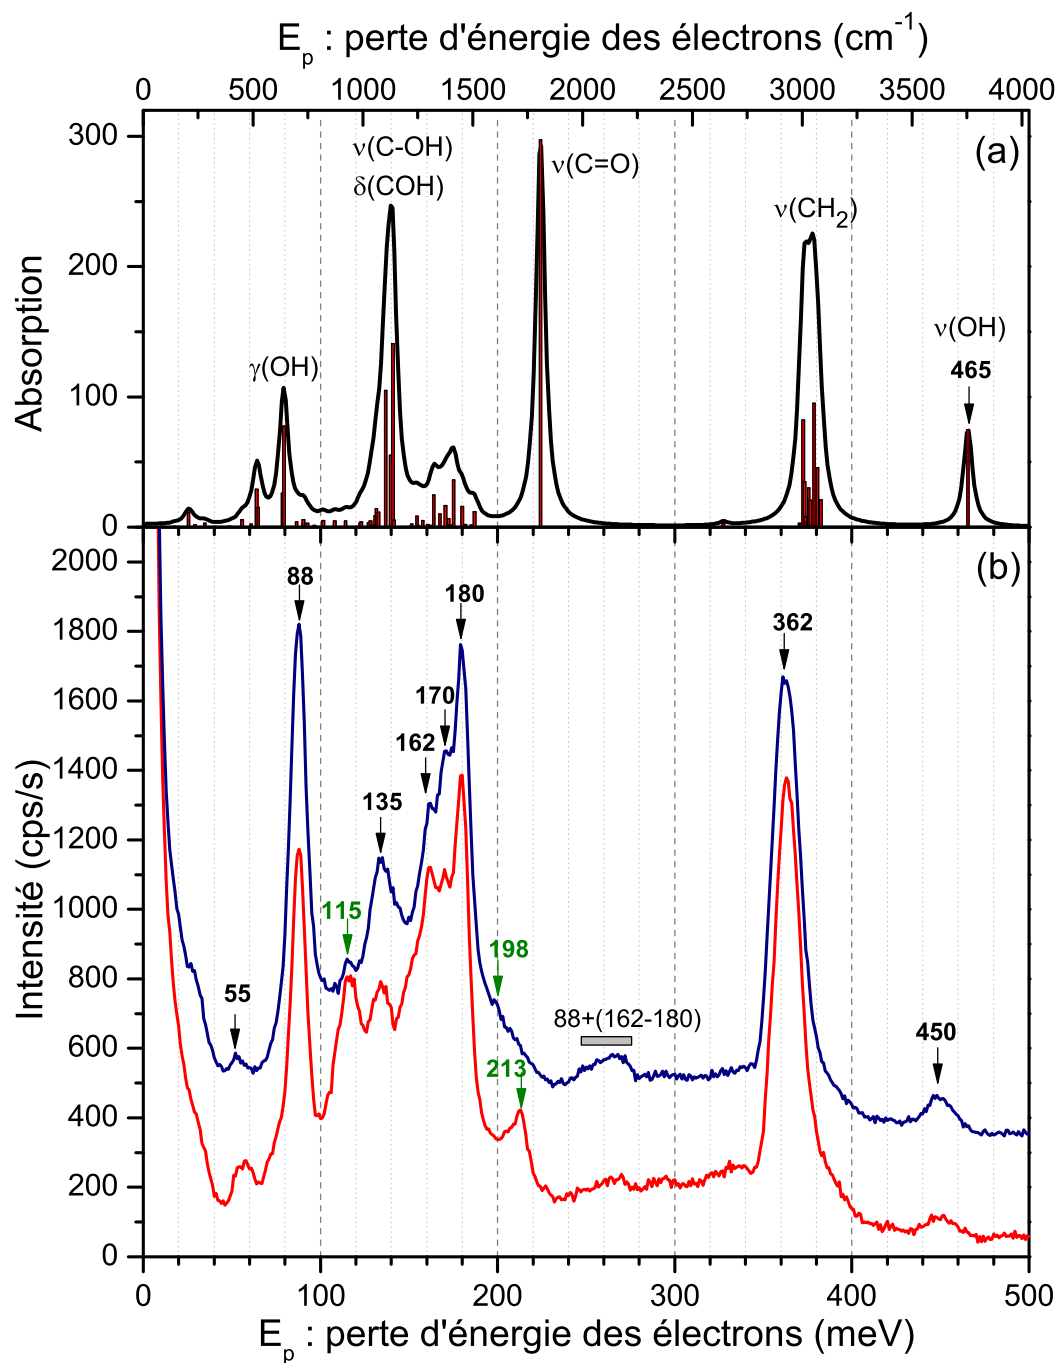 E_p : perte d'énergie des électrons (cm⁻¹)
0 500 1000 1500 2000 2500 3000 3500 4000
(a)
300
200
100
0
Absorption
γ(OH)
ν(C-OH)
δ(COH)
ν(C=O)
ν(CH₂)
ν(OH)
465
(b)
2000
1800
1600
1400
1200
1000
800
600
400
200
0
Intensité (cps/s)
55
88
115
135
162
170
180
198
213
88+(162-180)
362
450
0 100 200 300 400 500
E_p : perte d'énergie des électrons (meV)